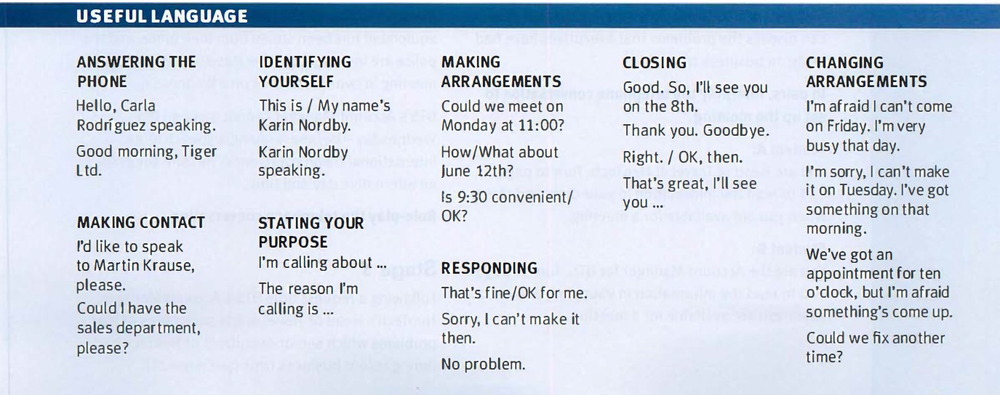 USEFUL LANGUAGE
ANSWERING THE
PHONE
Hello, Carla
Rodríguez speaking.
Good morning, Tiger
Ltd.
MAKING CONTACT
I'd like to speak
to Martin Krause,
please.
Could I have the
sales department,
please?
IDENTIFYING
YOURSELF
This is / My name's
Karin Nordby.
Karin Nordby
speaking.
STATING YOUR
PURPOSE
I'm calling about ...
The reason I'm
calling is ...
MAKING
ARRANGEMENTS
Could we meet on
Monday at 11:00?
How/What about
June 12th?
Is 9:30 convenient/
OK?
RESPONDING
That's fine/OK for me.
Sorry, I can't make it
then.
No problem.
CLOSING
Good. So, I'll see you
on the 8th.
Thank you. Goodbye.
Right. / OK, then.
That's great, I'll see
you ...
CHANGING
ARRANGEMENTS
I'm afraid I can't come
on Friday. I'm very
busy that day.
I'm sorry, I can't make
it on Tuesday. I've got
something on that
morning.
We've got an
appointment for ten
o'clock, but I'm afraid
something's come up.
Could we fix another
time?